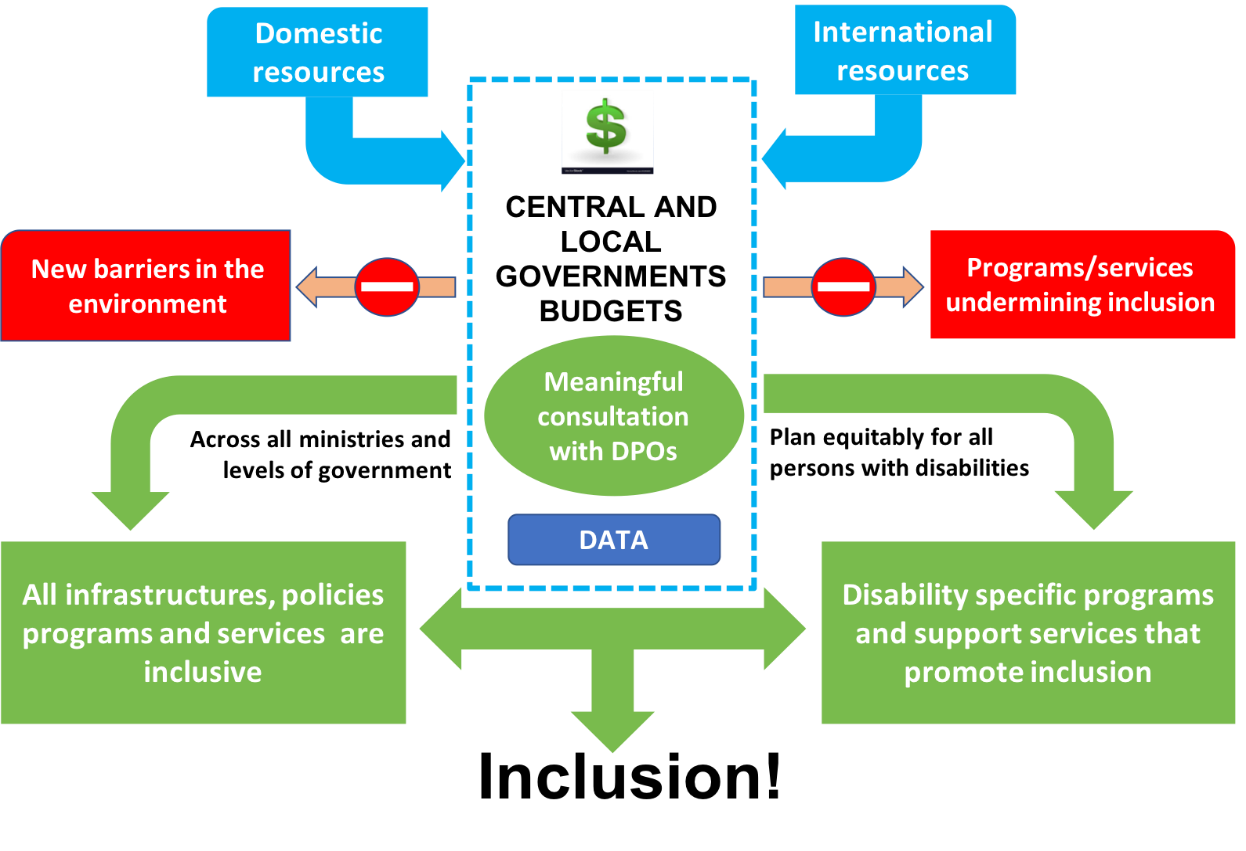 Domestic
resources
International
resources
$
CENTRAL AND
LOCAL
GOVERNMENTS
BUDGETS
New barriers in the
environment
Programs/services
undermining inclusion
Meaningful
consultation
with DPOs
Across all ministries and
levels of government
Plan equitably for all
persons with disabilities
DATA
All infrastructures, policies
programs and services are
inclusive
Disability specific programs
and support services that
promote inclusion
Inclusion!